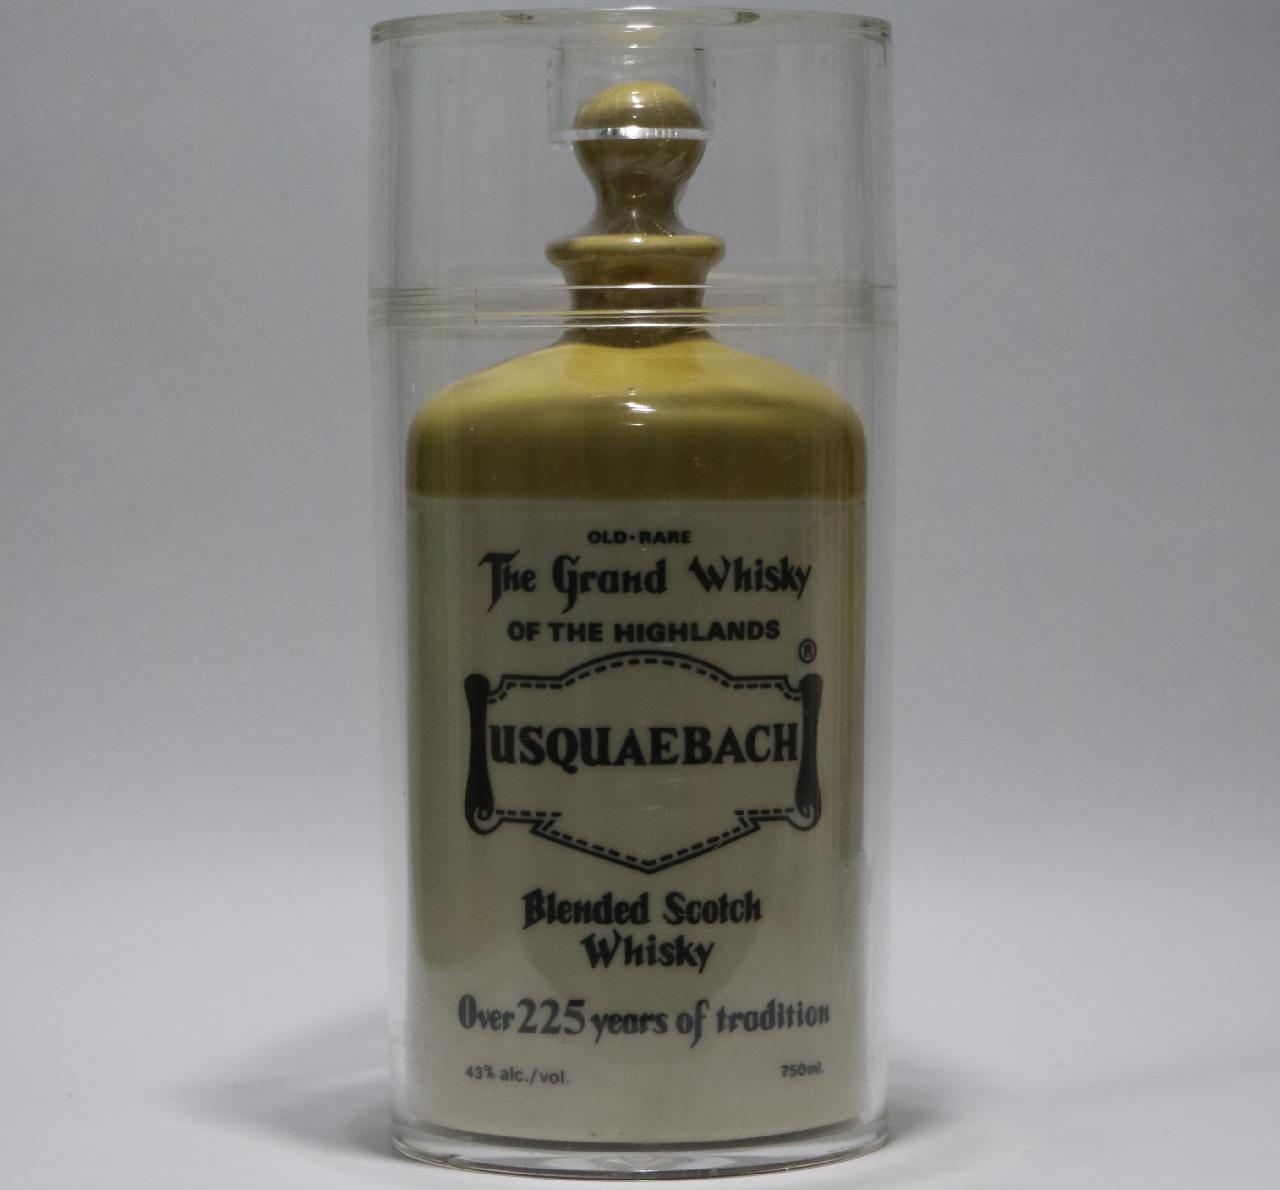 OLD·RARE
The Grand Whisky
OF THE HIGHLANDS
®
USQUAEBACH
Blended Scotch
Whisky
Over 225 years of tradition
43% alc./vol. 750ml.